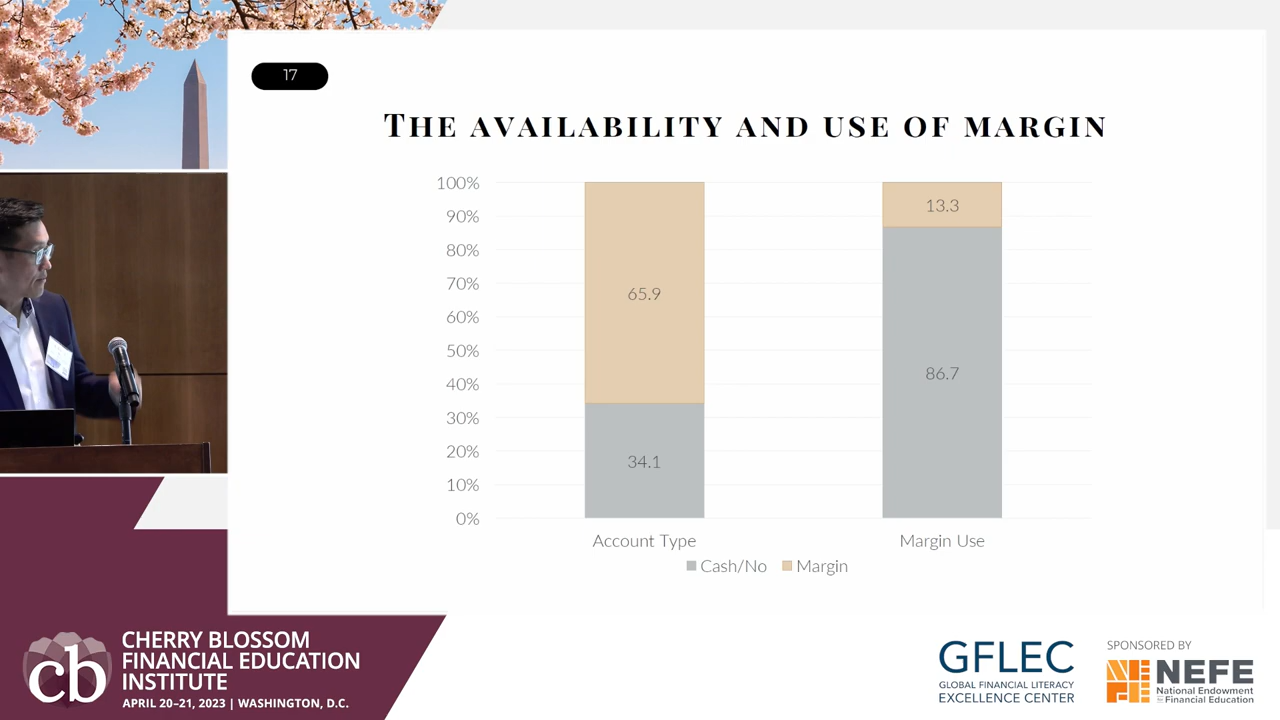 17
THE AVAILABILITY AND USE OF MARGIN
100%
90%
80%
70%
60%
50%
40%
30%
20%
10%
0%
65.9
34.1
13.3
86.7
Account Type
Margin Use
Cash/No Margin
cb
CHERRY BLOSSOM
FINANCIAL EDUCATION
INSTITUTE
APRIL 20–21, 2023 | WASHINGTON, D.C.
GFLEC
GLOBAL FINANCIAL LITERACY
EXCELLENCE CENTER
SPONSORED BY
NEFE
National Endowment
for Financial Education